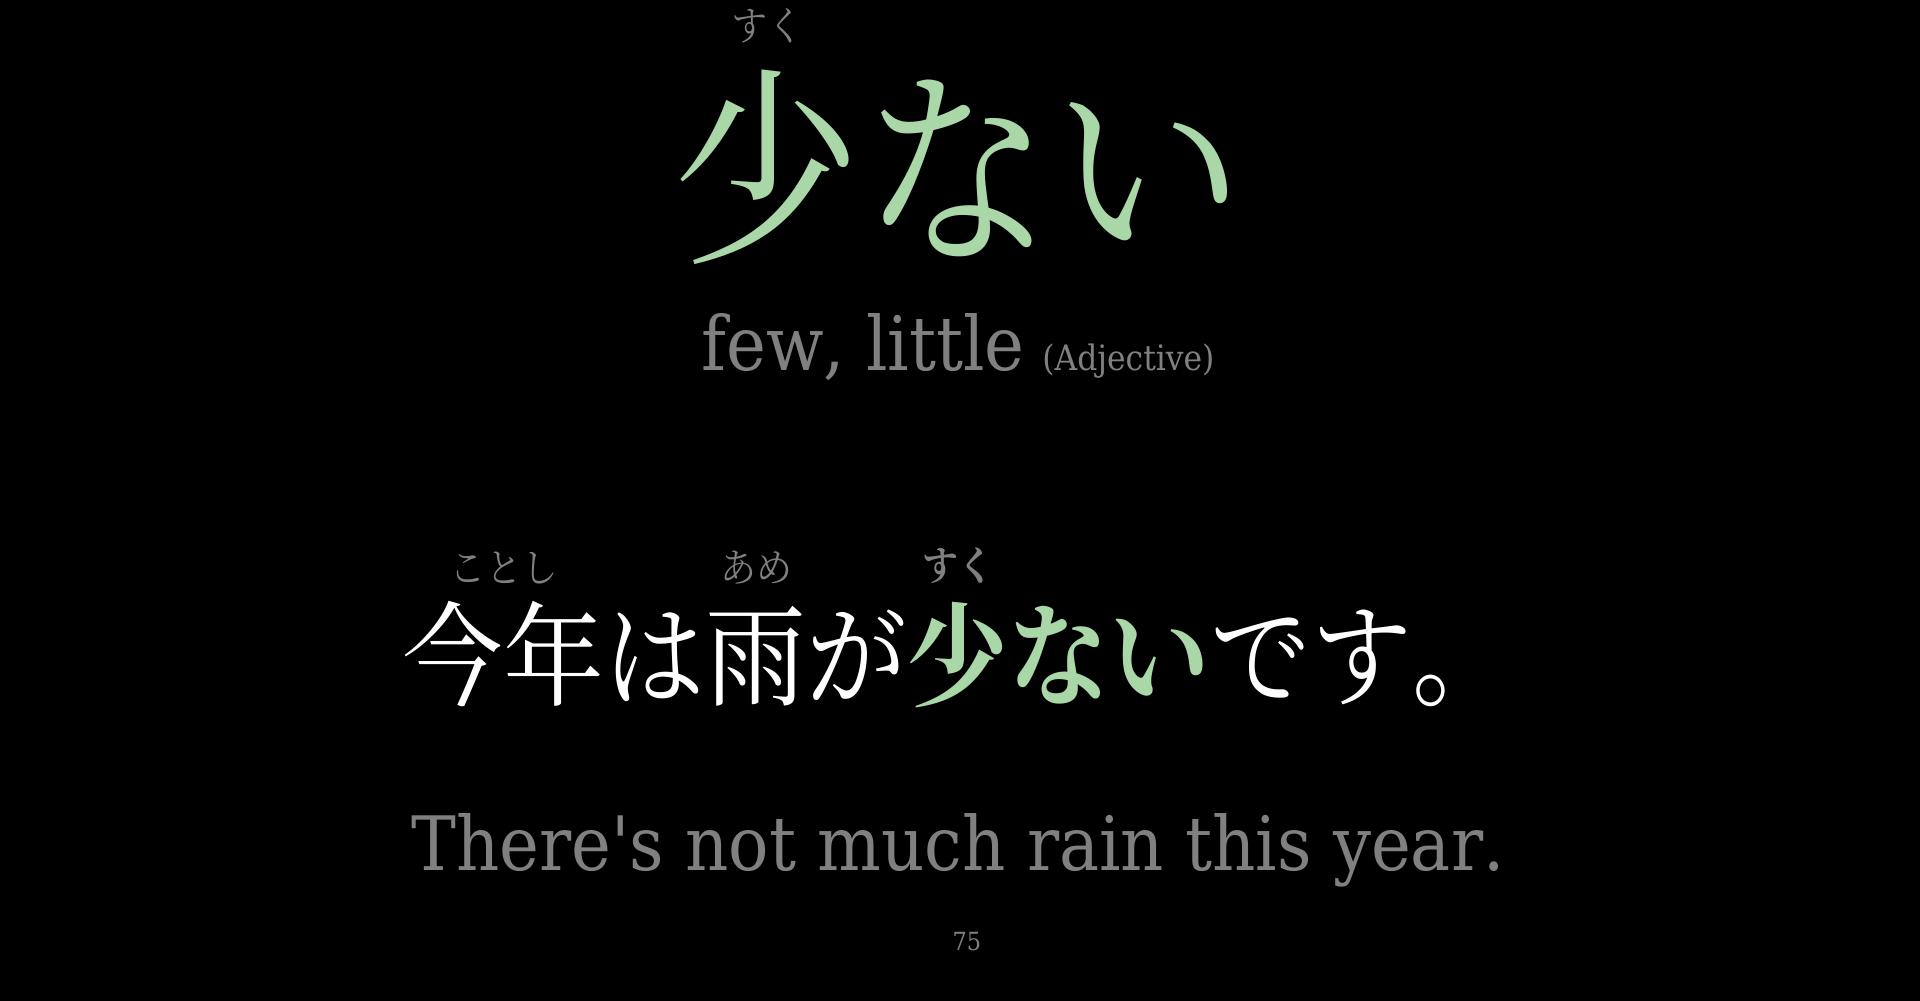 すく
少ない
few, little (Adjective)
ことし あめ すく
今年は雨が少ないです。
There's not much rain this year.
75